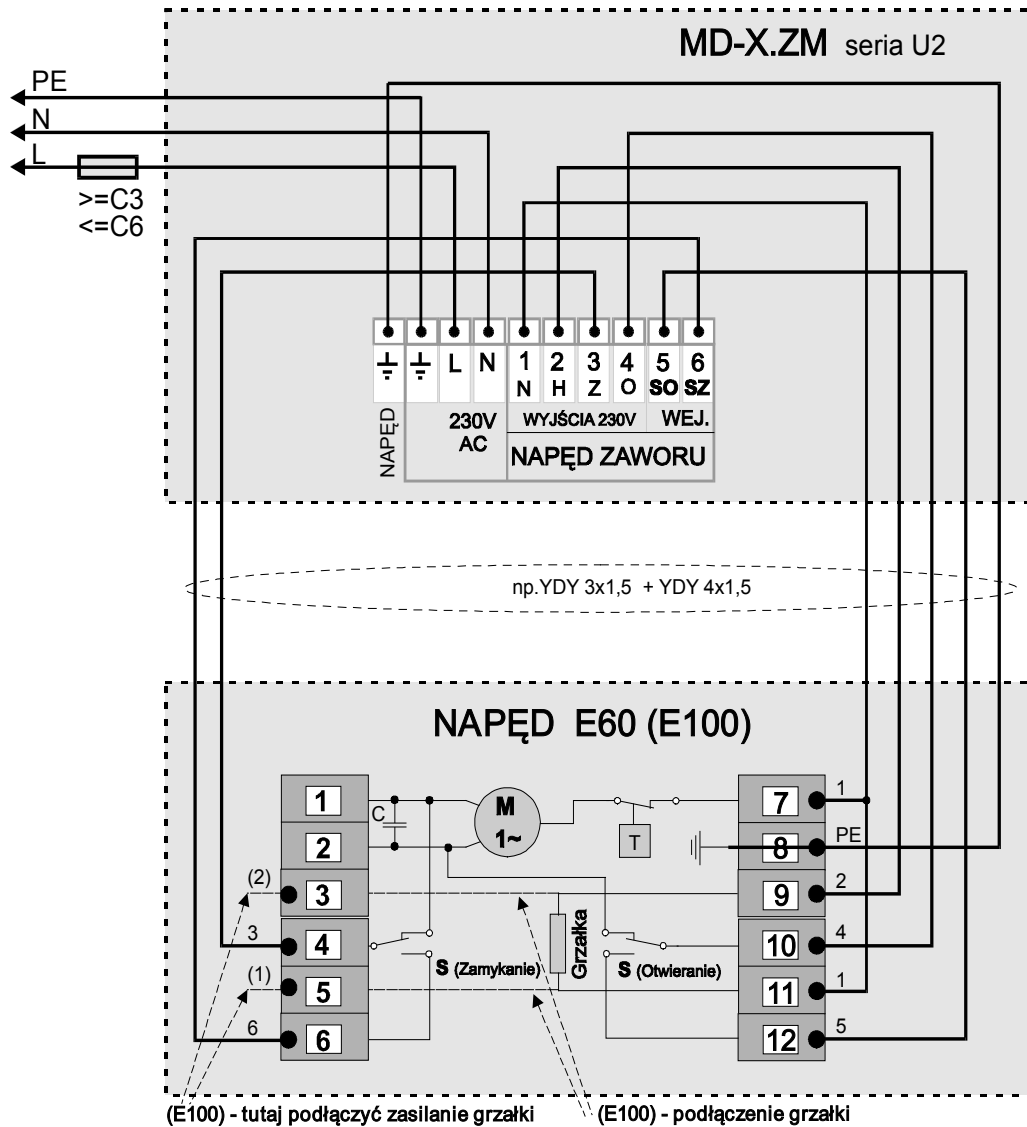 MD-X.ZM seria U2
PE
N
L
>=C3
<=C6
L N 1 2 3 4 5 6
N H Z O SO SZ
NAPĘD
230V
AC
WYJŚCIA 230V WEJ.
NAPĘD ZAWORU
np.YDY 3x1,5 + YDY 4x1,5
NAPĘD E60 (E100)
1
C
M
1~
T
7
1
2
8
PE
(2)
3
9
2
3
4
S (Zamykanie)
Grzałka
S (Otwieranie)
10
4
(1)
5
11
1
6
6
12
5
(E100) - tutaj podłączyć zasilanie grzałki
(E100) - podłączenie grzałki